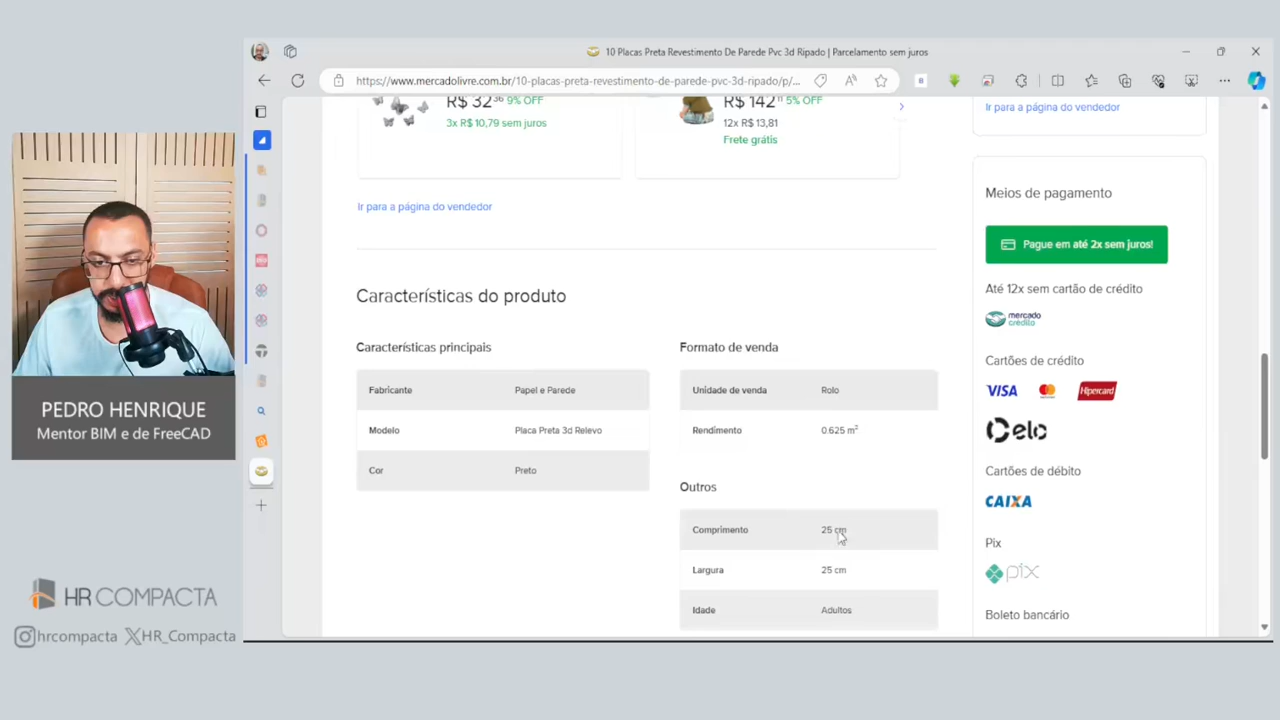 10 Placas Preta Revestimento De Parede Pvc 3d Ripado | Parcelamento sem juros
https://www.mercadolivre.com.br/10-placas-preta-revestimento-de-parede-pvc-3d-ripado/p/...
R$ 32³⁶ 9% OFF
3x R$ 10,79 sem juros
R$ 142¹¹ 5% OFF
12x R$ 13,81
Frete grátis
Ir para a página do vendedor
Ir para a página do vendedor
Características do produto
Características principais
Fabricante Papel e Parede
Modelo Placa Preta 3d Relevo
Cor Preto
Formato de venda
Unidade de venda Rolo
Rendimento 0.625 m²
Outros
Comprimento 25 cm
Largura 25 cm
Idade Adultos
Meios de pagamento
Pague em até 2x sem juros!
Até 12x sem cartão de crédito
mercado
crédito
Cartões de crédito
VISA
Hipercard
elo
Cartões de débito
CAIXA
Pix
pix
Boleto bancário
PEDRO HENRIQUE
Mentor BIM e de FreeCAD
HR COMPACTA
hrcompacta X HR_Compacta